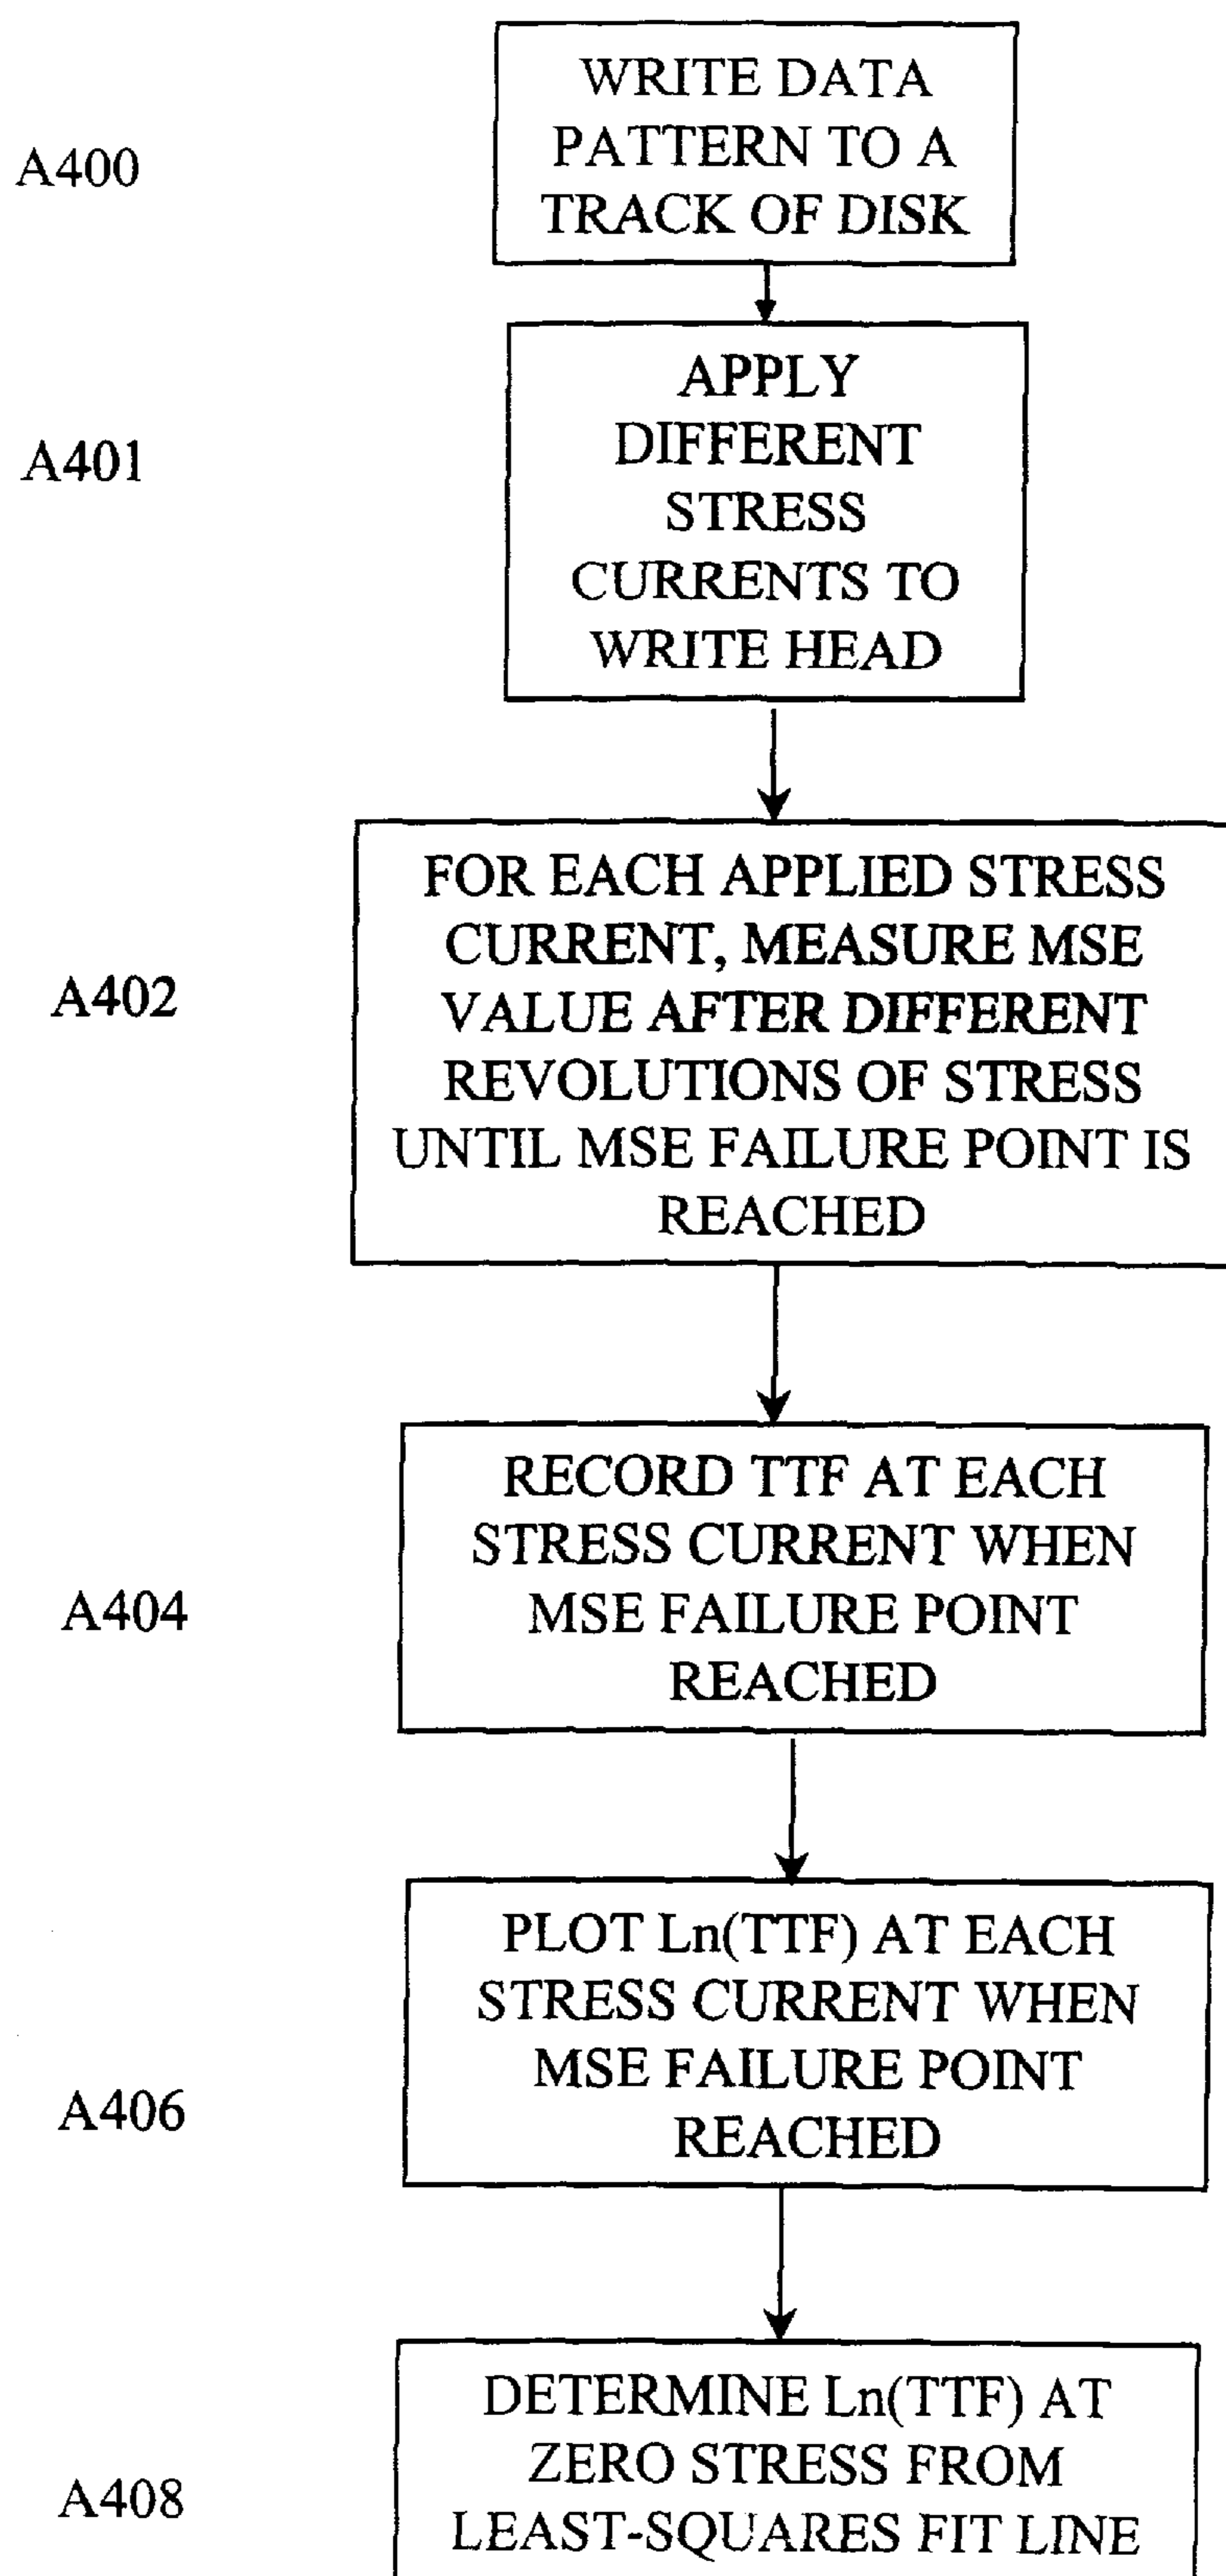 A400
WRITE DATA
PATTERN TO A
TRACK OF DISK
A401
APPLY
DIFFERENT
STRESS
CURRENTS TO
WRITE HEAD
A402
FOR EACH APPLIED STRESS
CURRENT, MEASURE MSE
VALUE AFTER DIFFERENT
REVOLUTIONS OF STRESS
UNTIL MSE FAILURE POINT IS
REACHED
A404
RECORD TTF AT EACH
STRESS CURRENT WHEN
MSE FAILURE POINT
REACHED
A406
PLOT Ln(TTF) AT EACH
STRESS CURRENT WHEN
MSE FAILURE POINT
REACHED
A408
DETERMINE Ln(TTF) AT
ZERO STRESS FROM
LEAST-SQUARES FIT LINE